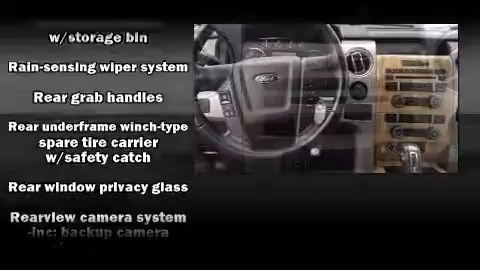 w/storage bin
Rain-sensing wiper system
Rear grab handles
Rear underframe winch-type
spare tire carrier
w/safety catch
Rear window privacy glass
Rearview camera system
-inc: backup camera
Ford